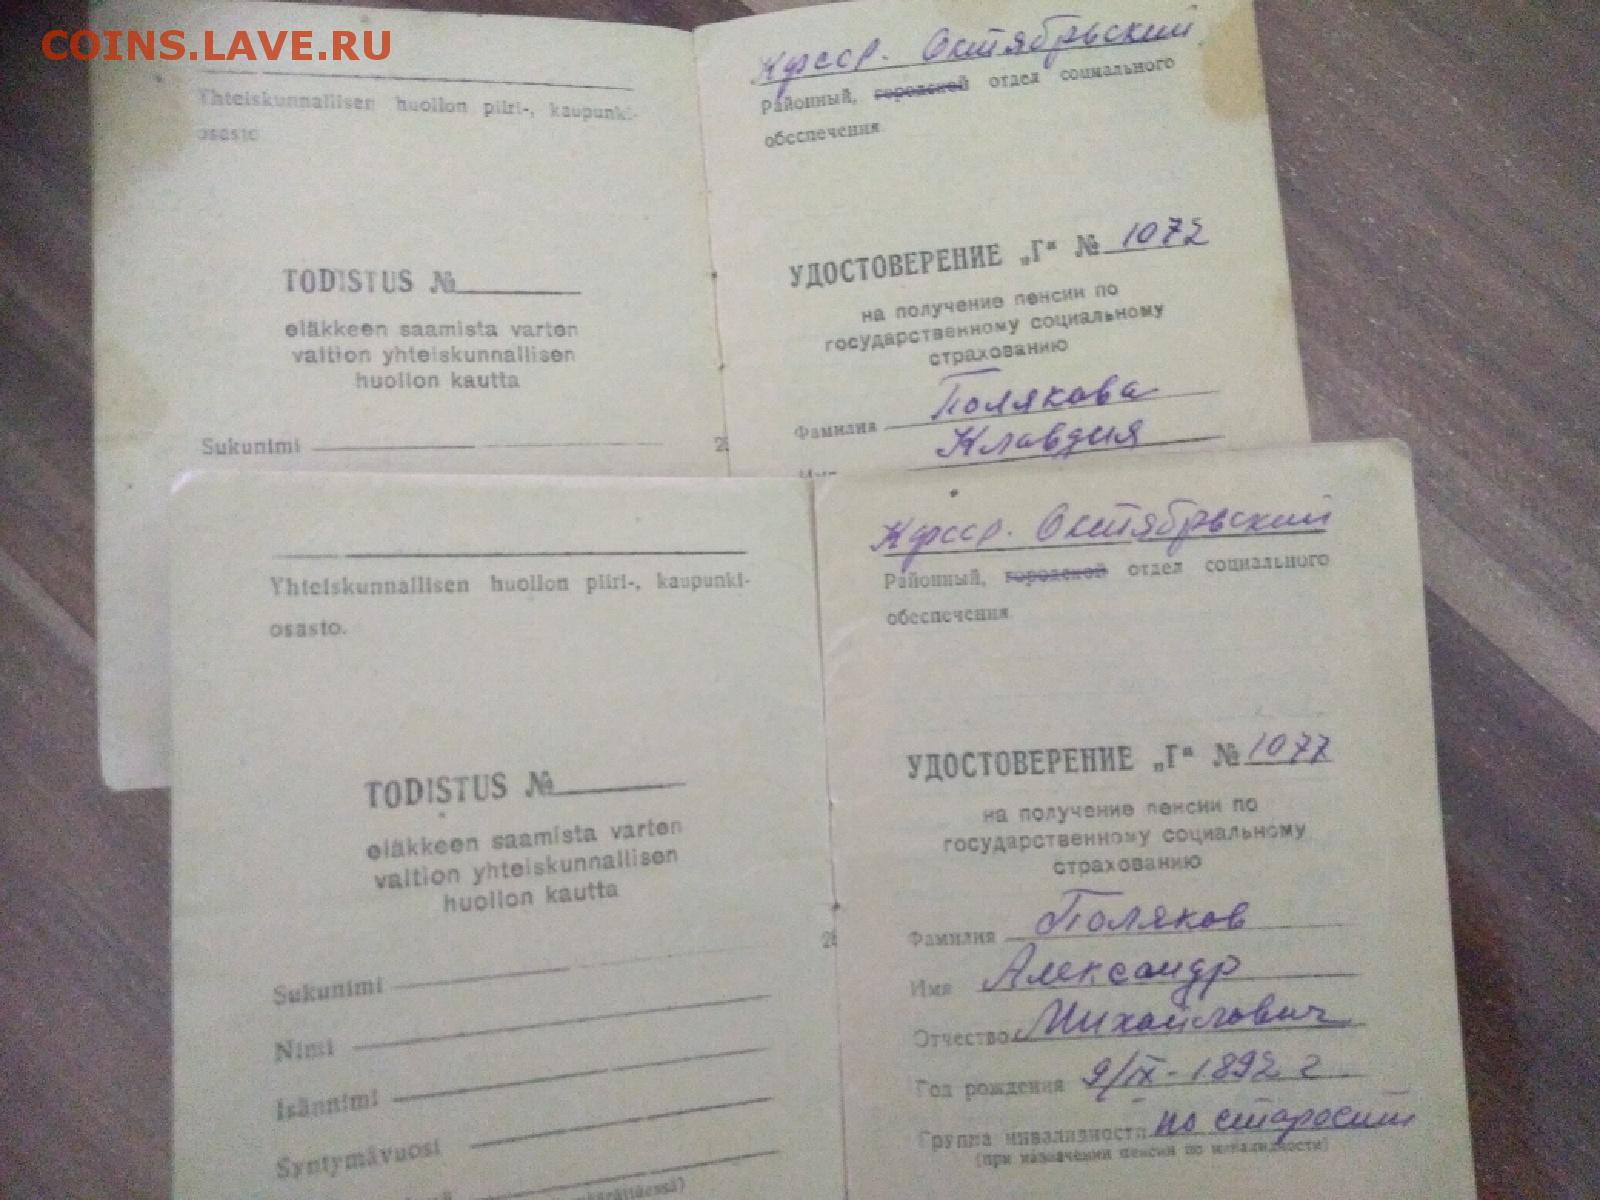 COINS.LAVE.RU
Yhteiskunnallisen huollon piiri-, kaupunki-
osasto
TODISTUS №
eläkkeen saamista varten
valtion yhteiskunnallisen
huollon kautta
Sukunimi
Кфсср. Октябрьский
Районный, городской отдел социального
обеспечения
УДОСТОВЕРЕНИЕ „Г“ № 1072
на получение пенсии по
государственному социальному
страхованию
Фамилия Полякова
Клавдия
Yhteiskunnallisen huollon piiri-, kaupunki-
osasto.
TODISTUS №
eläkkeen saamista varten
valtion yhteiskunnallisen
huollon kautta
Sukunimi
Nimi
Isännimi
Syntymävuosi
Кфсср. Октябрьский
Районный, городской отдел социального
обеспечения
УДОСТОВЕРЕНИЕ „Г“ № 1077
на получение пенсии по
государственному социальному
страхованию
Фамилия Поляков
Имя Александр
Отчество Михайлович
Год рождения 9/IX-1892 г
Группа инвалидности по старости
(при назначении пенсии по инвалидности)